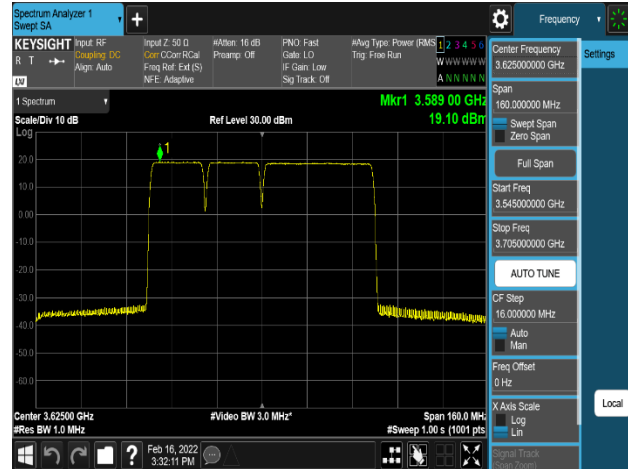 Spectrum Analyzer 1
Swept SA
+
Frequency
KEYSIGHT
R T
LXI
Input: RF
Coupling: DC
Align: Auto
Input Z: 50 Ω
Corr CCorr RCal
Freq Ref: Ext (S)
NFE: Adaptive
#Atten: 16 dB
Preamp: Off
PNO: Fast
Gate: LO
IF Gain: Low
Sig Track: Off
#Avg Type: Power (RMS
Trig: Free Run
1 2 3 4 5 6
W W W W W W
A N N N N N
1 Spectrum
Scale/Div 10 dB
Log
Ref Level 30.00 dBm
Mkr1 3.589 00 GHz
19.10 dBm
1
20.0
10.0
0.00
-10.0
-20.0
-30.0
-40.0
-50.0
-60.0
Center 3.62500 GHz
#Res BW 1.0 MHz
#Video BW 3.0 MHz*
Span 160.0 MHz
#Sweep 1.00 s (1001 pts
?
Feb 16, 2022
3:32:11 PM
Center Frequency
3.625000000 GHz
Span
160.000000 MHz
Swept Span
Zero Span
Full Span
Start Freq
3.545000000 GHz
Stop Freq
3.705000000 GHz
AUTO TUNE
CF Step
16.000000 MHz
Auto
Man
Freq Offset
0 Hz
X Axis Scale
Log
Lin
Signal Track
(Span Zoom)
Settings
Local